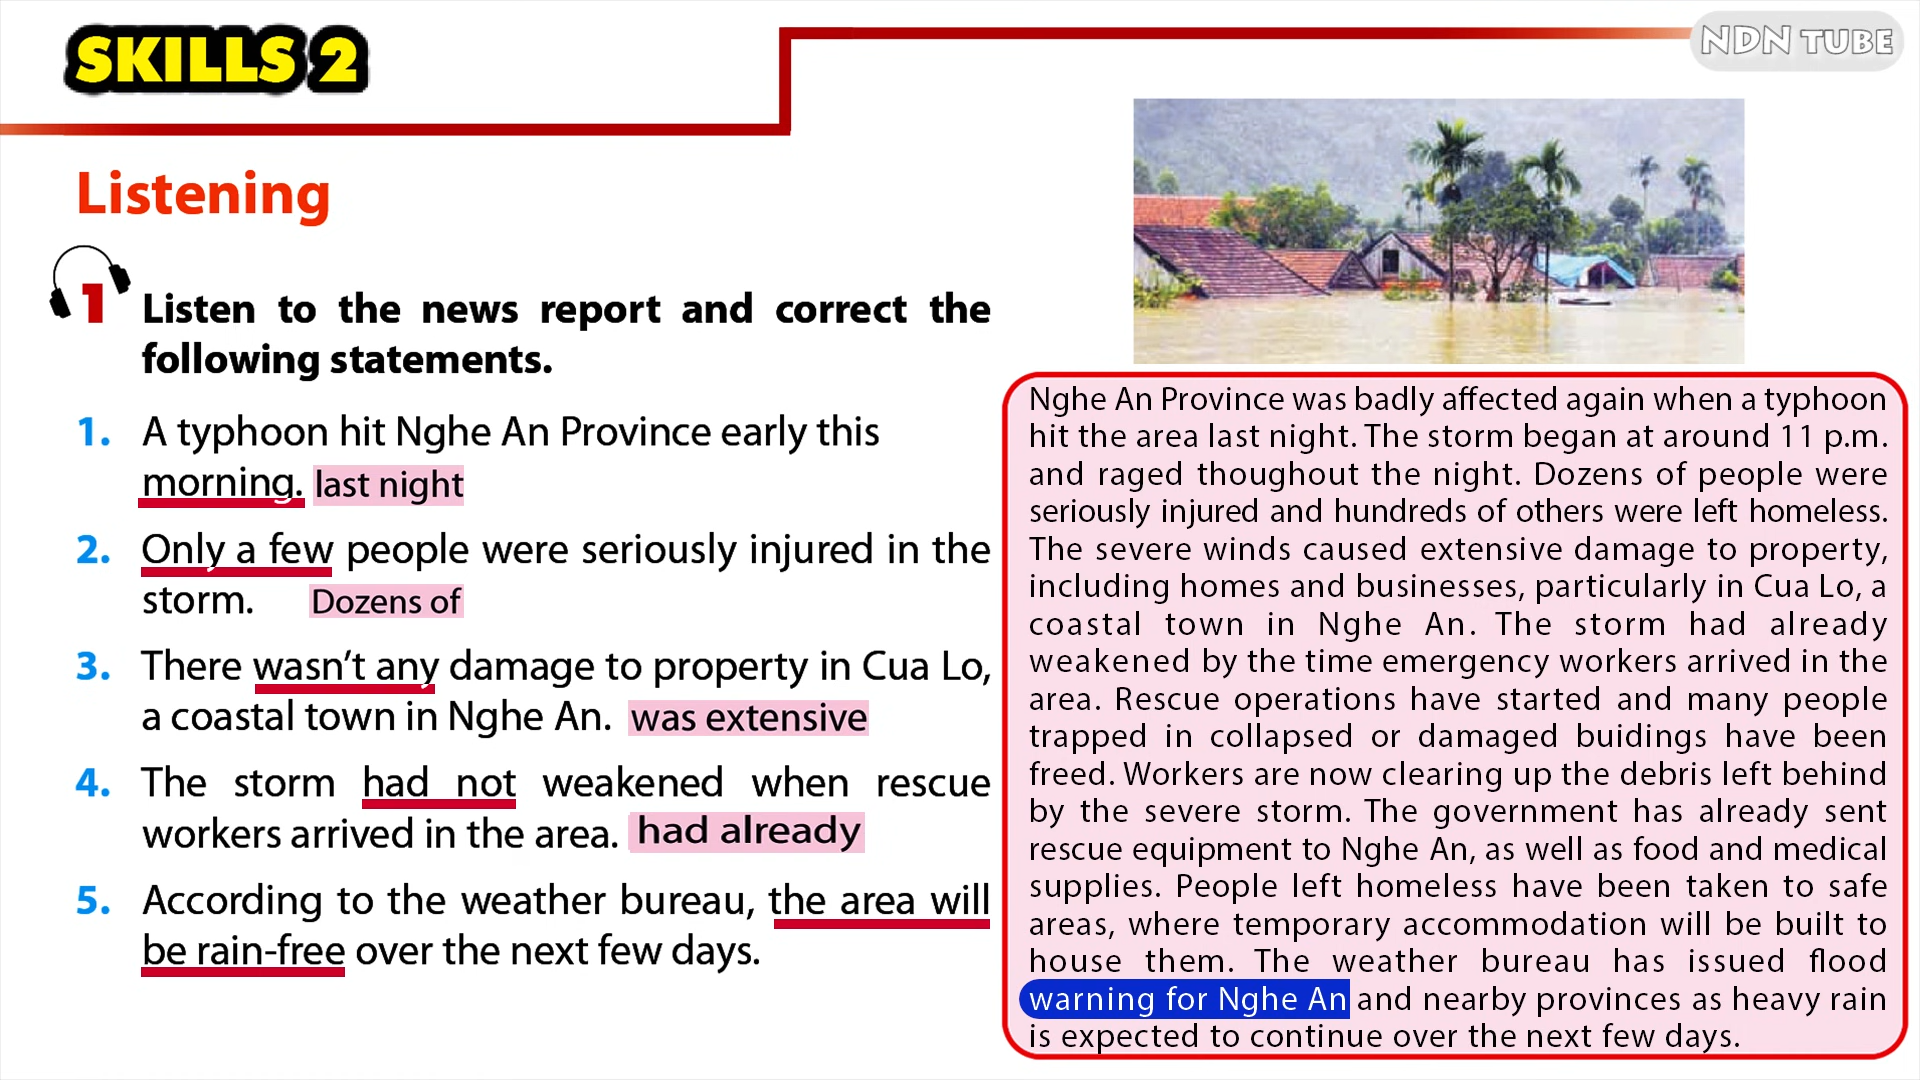 SKILLS 2
NDN TUBE
Listening
1 Listen to the news report and correct the
following statements.
1. A typhoon hit Nghe An Province early this
morning. last night
2. Only a few people were seriously injured in the
storm. Dozens of
3. There wasn't any damage to property in Cua Lo,
a coastal town in Nghe An. was extensive
4. The storm had not weakened when rescue
workers arrived in the area. had already
5. According to the weather bureau, the area will
be rain-free over the next few days.
Nghe An Province was badly affected again when a typhoon
hit the area last night. The storm began at around 11 p.m.
and raged thoughout the night. Dozens of people were
seriously injured and hundreds of others were left homeless.
The severe winds caused extensive damage to property,
including homes and businesses, particularly in Cua Lo, a
coastal town in Nghe An. The storm had already
weakened by the time emergency workers arrived in the
area. Rescue operations have started and many people
trapped in collapsed or damaged buidings have been
freed. Workers are now clearing up the debris left behind
by the severe storm. The government has already sent
rescue equipment to Nghe An, as well as food and medical
supplies. People left homeless have been taken to safe
areas, where temporary accommodation will be built to
house them. The weather bureau has issued flood
warning for Nghe An and nearby provinces as heavy rain
is expected to continue over the next few days.